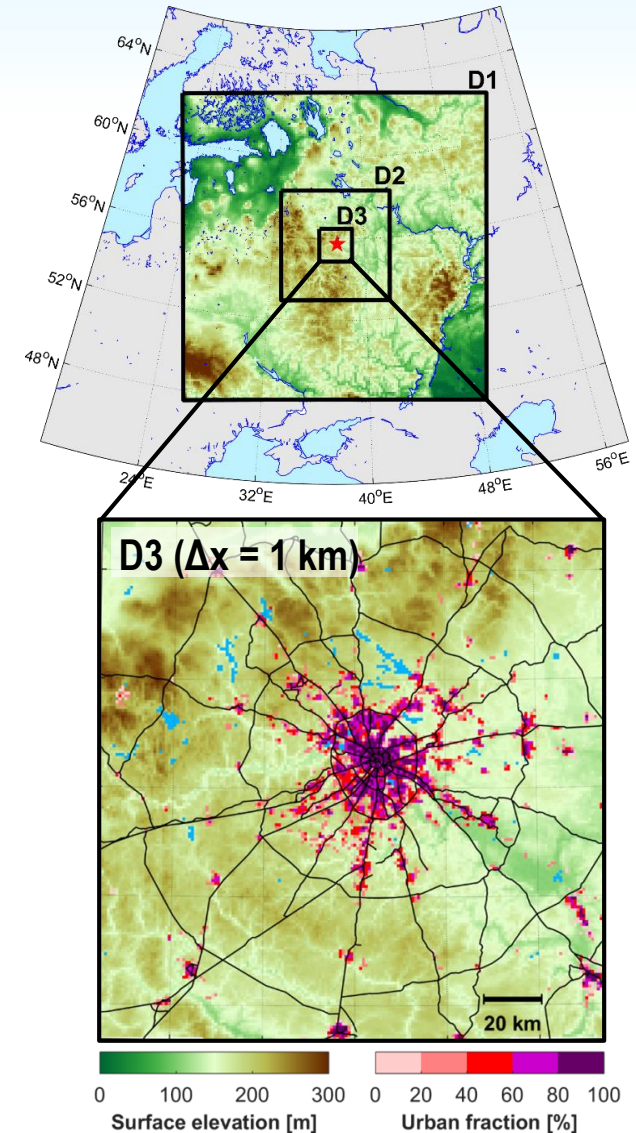 64°N
D1
60°N
D2
56°N
D3
52°N
48°N
24°E
32°E
40°E
48°E
56°E
D3 (Δx = 1 km)
20 km
0 100 200 300
0 20 40 60 80 100
Surface elevation [m]
Urban fraction [%]